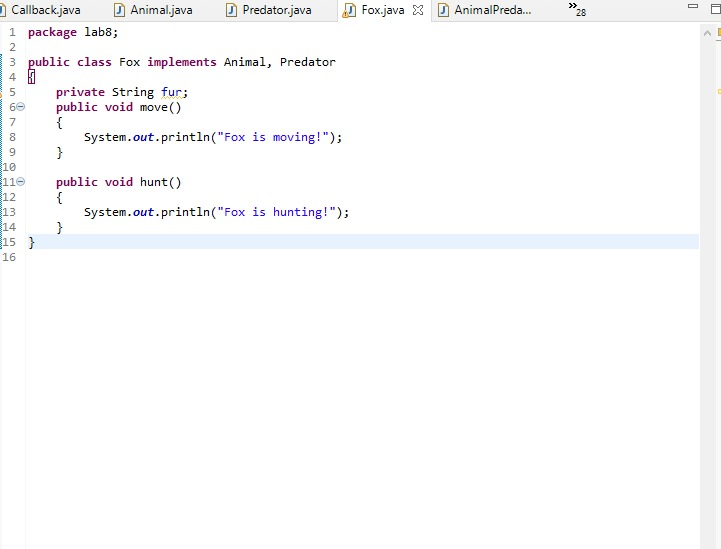 Callback.java Animal.java Predator.java Fox.java AnimalPreda... »28
1 package lab8;
2
3 public class Fox implements Animal, Predator
4 {
5     private String fur;
6     public void move()
7     {
8         System.out.println("Fox is moving!");
9     }
10
11     public void hunt()
12     {
13         System.out.println("Fox is hunting!");
14     }
15 }
16